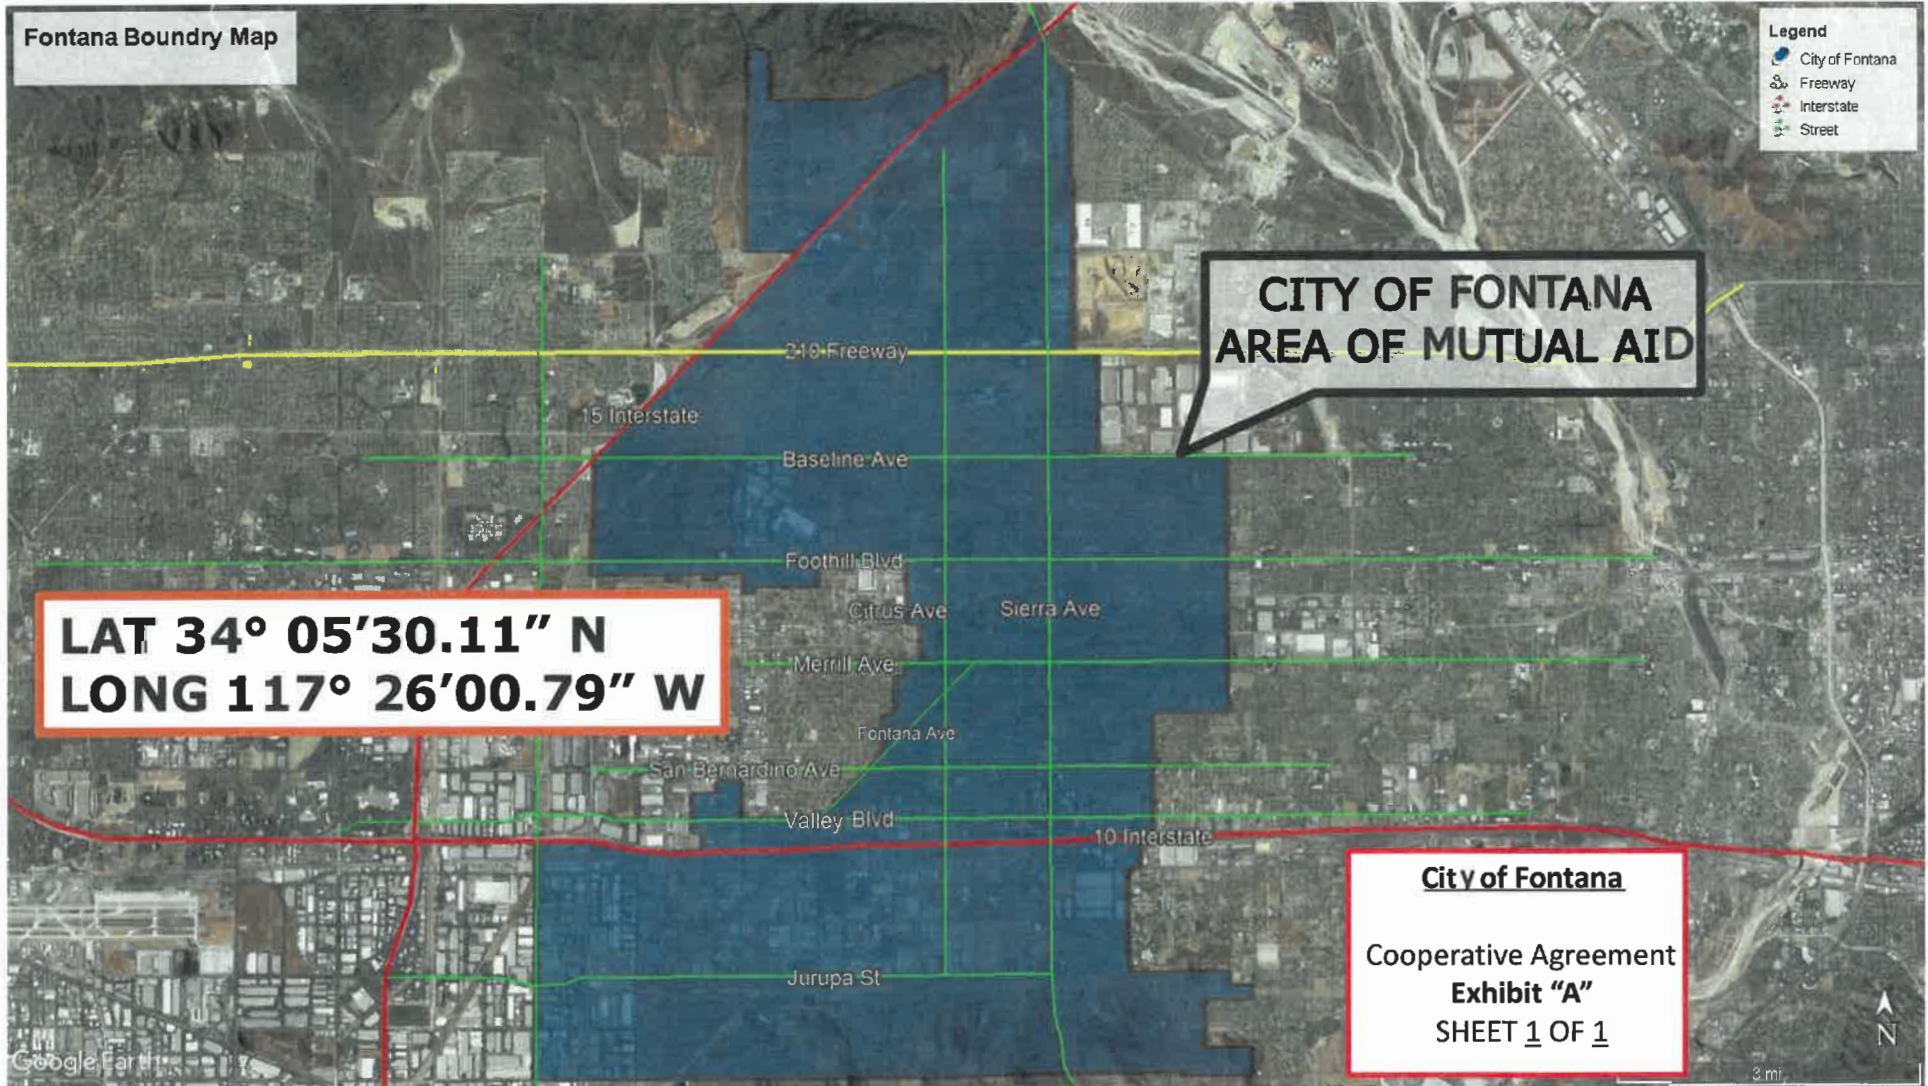 Fontana Boundry Map
Legend
City of Fontana
Freeway
Interstate
Street
CITY OF FONTANA
AREA OF MUTUAL AID
210 Freeway
15 Interstate
Baseline Ave
Foothill Blvd
Citrus Ave
Sierra Ave
LAT 34° 05'30.11" N
LONG 117° 26'00.79" W
Merrill Ave
Fontana Ave
San Bernardino Ave
Valley Blvd
10 Interstate
City of Fontana
Cooperative Agreement
Exhibit "A"
SHEET 1 OF 1
Jurupa St
Google Earth
N
3 mi